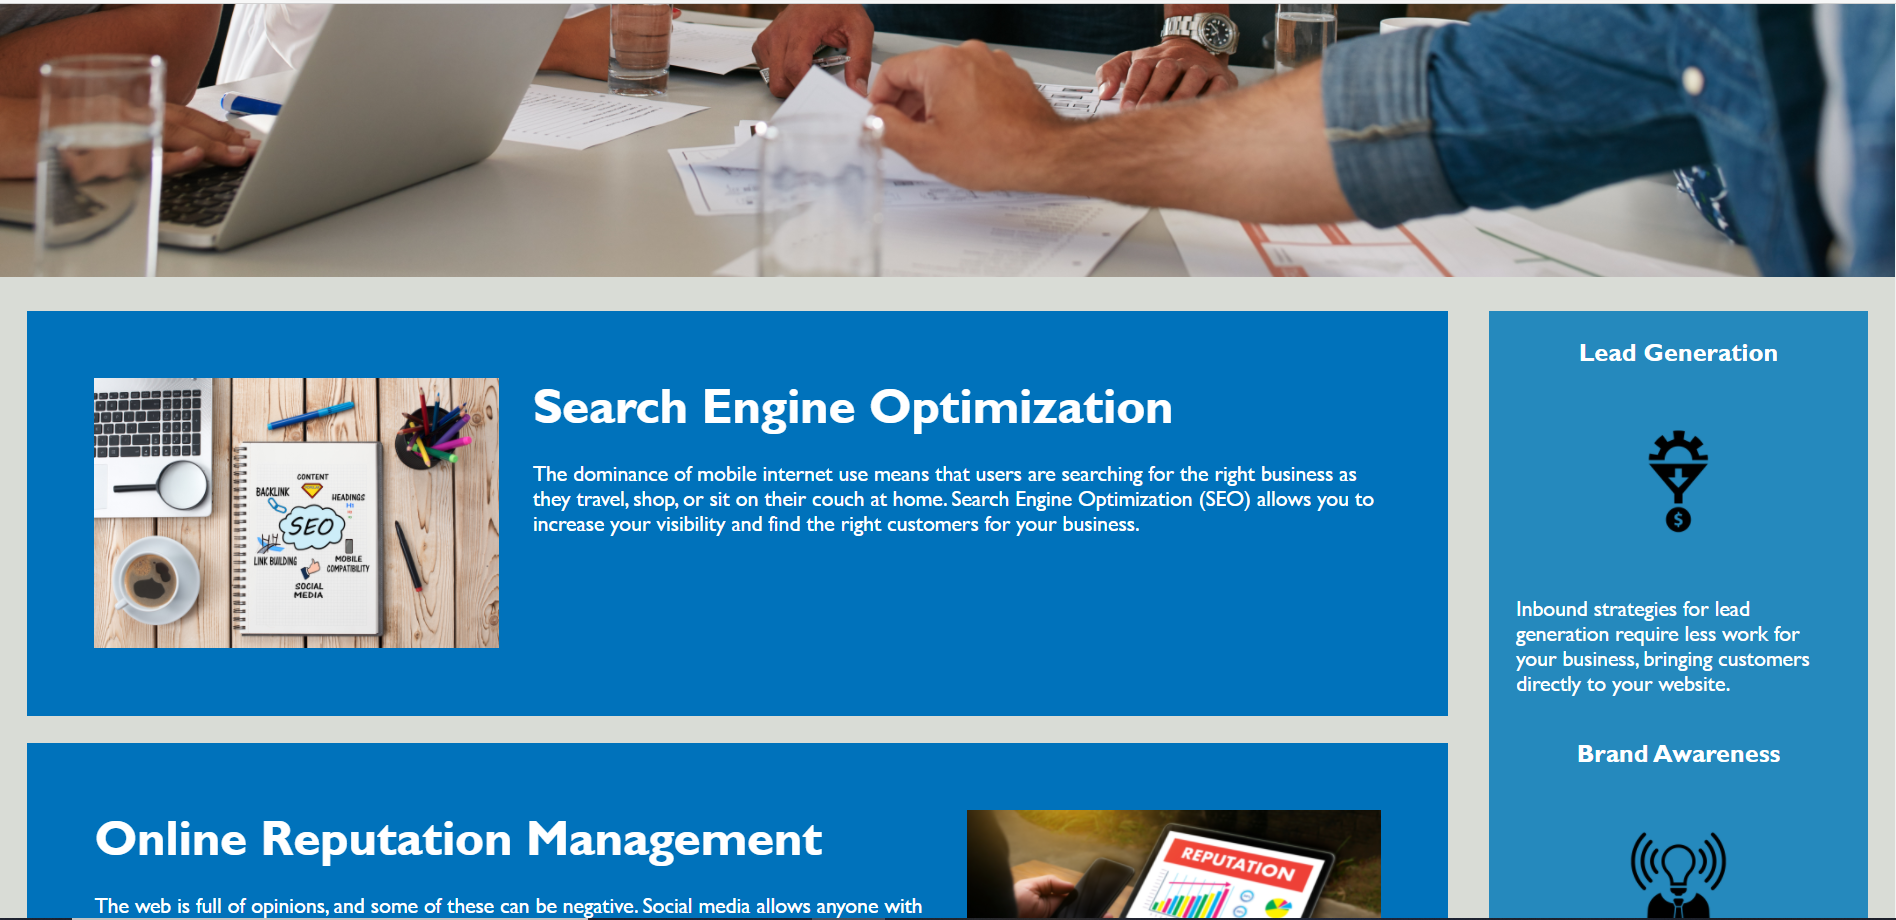 Search Engine Optimization
The dominance of mobile internet use means that users are searching for the right business as
they travel, shop, or sit on their couch at home. Search Engine Optimization (SEO) allows you to
increase your visibility and find the right customers for your business.
CONTENT
BACKLINK
HEADINGS
H1
SEO
LINK BUILDING
MOBILE
COMPATIBILITY
SOCIAL
MEDIA
Lead Generation
$
Inbound strategies for lead
generation require less work for
your business, bringing customers
directly to your website.
Brand Awareness
Online Reputation Management
The web is full of opinions, and some of these can be negative. Social media allows anyone with
REPUTATION